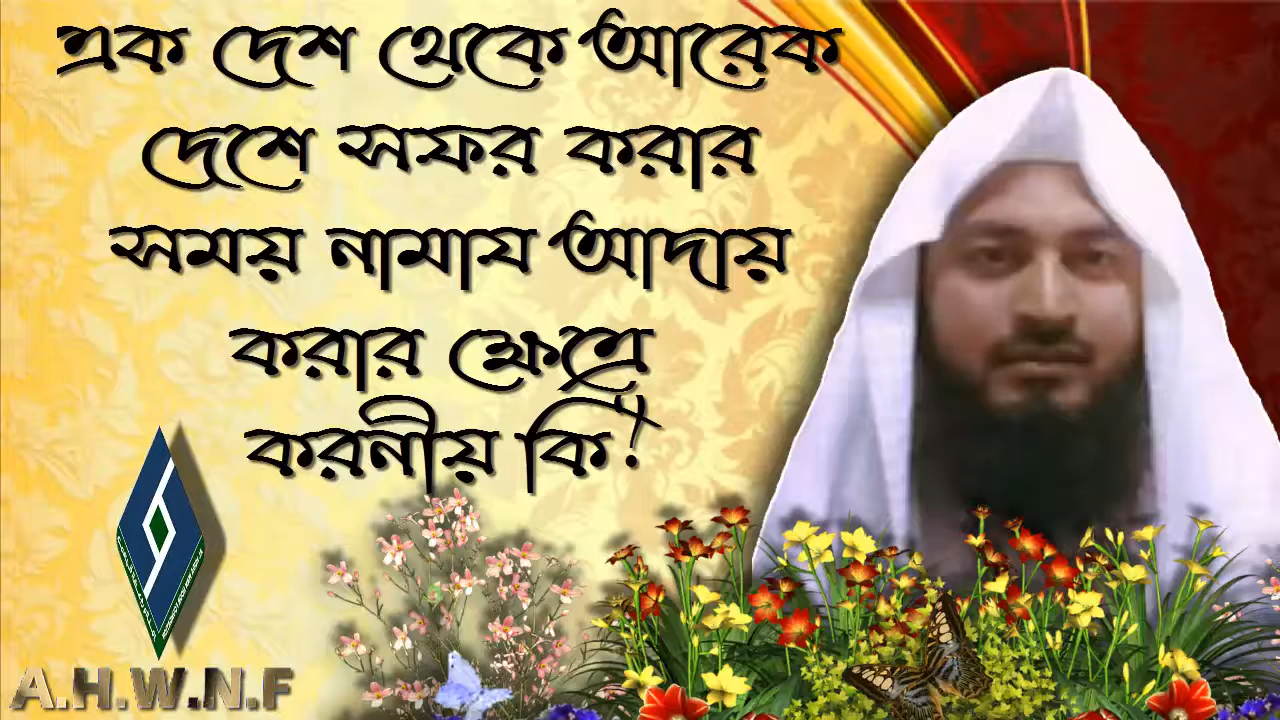 এক দেশ থেকে আরেক
দেশে সফর করার
সময় নামায আদায়
করার ক্ষেত্রে
করনীয় কি?
A.H.W.N.F